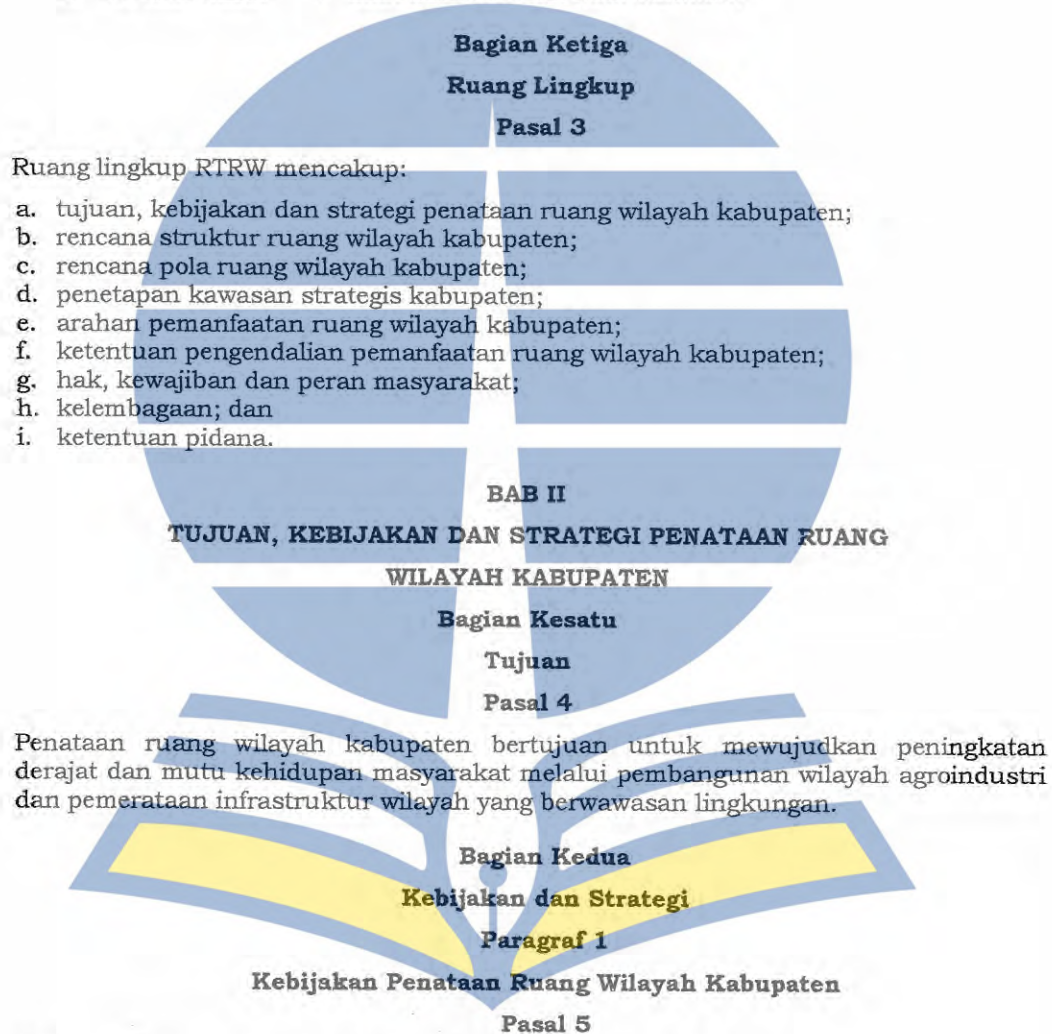 Bagian Ketiga
Ruang Lingkup
Pasal 3
Ruang lingkup RTRW mencakup:
a. tujuan, kebijakan dan strategi penataan ruang wilayah kabupaten;
b. rencana struktur ruang wilayah kabupaten;
c. rencana pola ruang wilayah kabupaten;
d. penetapan kawasan strategis kabupaten;
e. arahan pemanfaatan ruang wilayah kabupaten;
f. ketentuan pengendalian pemanfaatan ruang wilayah kabupaten;
g. hak, kewajiban dan peran masyarakat;
h. kelembagaan; dan
i. ketentuan pidana.
BAB II
TUJUAN, KEBIJAKAN DAN STRATEGI PENATAAN RUANG
WILAYAH KABUPATEN
Bagian Kesatu
Tujuan
Pasal 4
Penataan ruang wilayah kabupaten bertujuan untuk mewujudkan peningkatan
derajat dan mutu kehidupan masyarakat melalui pembangunan wilayah agroindustri
dan pemerataan infrastruktur wilayah yang berwawasan lingkungan.
Bagian Kedua
Kebijakan dan Strategi
Paragraf 1
Kebijakan Penataan Ruang Wilayah Kabupaten
Pasal 5